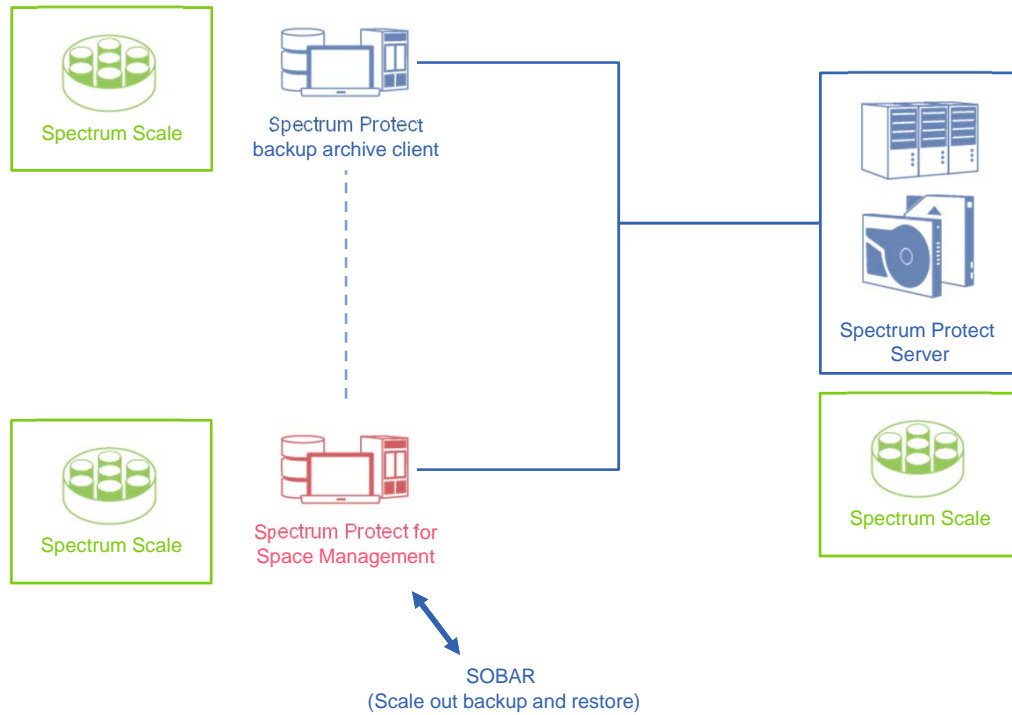 Spectrum Scale
Spectrum Protect
backup archive client
Spectrum Protect
Server
Spectrum Scale
Spectrum Protect for
Space Management
Spectrum Scale
SOBAR
(Scale out backup and restore)